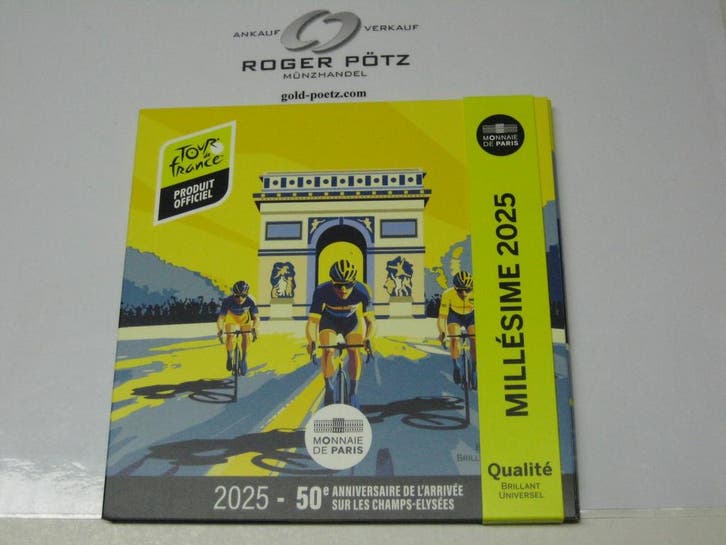 ANKAUF VERKAUF
ROGER PÖTZ
MÜNZHANDEL
gold-poetz.com
TOUR de france
PRODUIT
OFFICIEL
MONNAIE
DE PARIS
MILLÉSIME 2025
Qualité
BRILLANT
UNIVERSEL
MONNAIE
DE PARIS
2025 - 50e ANNIVERSAIRE DE L'ARRIVÉE
SUR LES CHAMPS-ELYSÉES